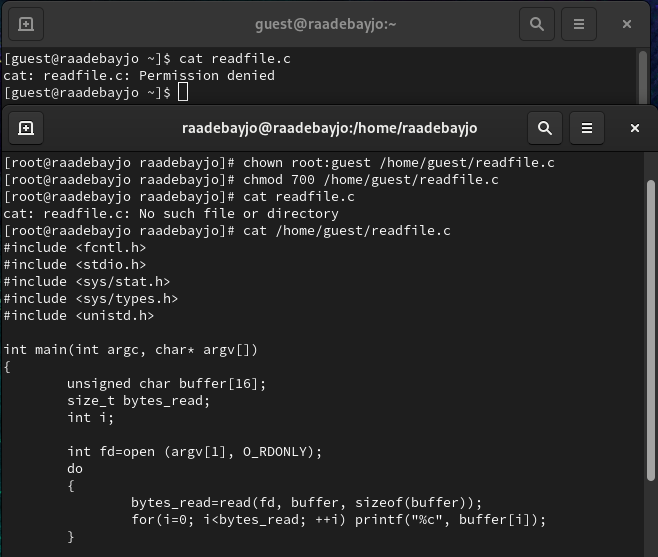 guest@raadebayjo:~
[guest@raadebayjo ~]$ cat readfile.c
cat: readfile.c: Permission denied
[guest@raadebayjo ~]$
raadebayjo@raadebayjo:/home/raadebayjo
[root@raadebayjo raadebayjo]# chown root:guest /home/guest/readfile.c
[root@raadebayjo raadebayjo]# chmod 700 /home/guest/readfile.c
[root@raadebayjo raadebayjo]# cat readfile.c
cat: readfile.c: No such file or directory
[root@raadebayjo raadebayjo]# cat /home/guest/readfile.c
#include <fcntl.h>
#include <stdio.h>
#include <sys/stat.h>
#include <sys/types.h>
#include <unistd.h>
int main(int argc, char* argv[])
{
        unsigned char buffer[16];
        size_t bytes_read;
        int i;
        int fd=open (argv[1], O_RDONLY);
        do
        {
                bytes_read=read(fd, buffer, sizeof(buffer));
                for(i=0; i<bytes_read; ++i) printf("%c", buffer[i]);
        }